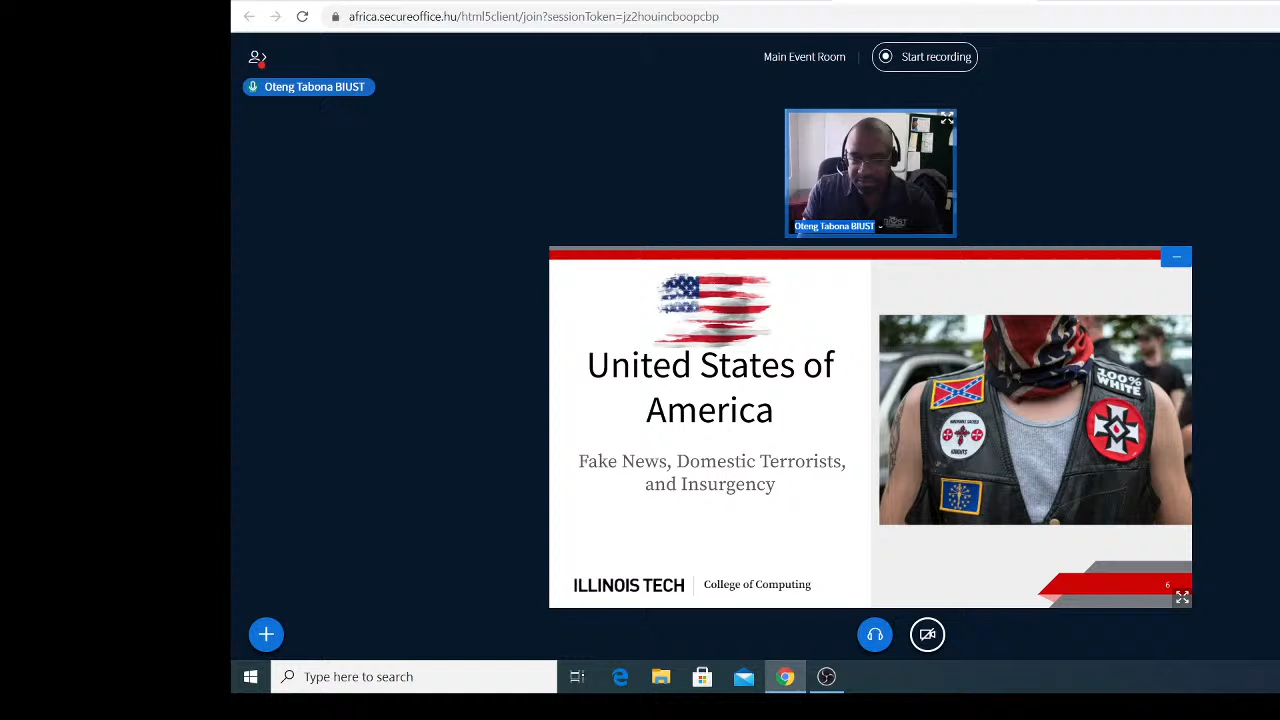 africa.secureoffice.hu/html5client/join?sessionToken=jz2houincboopcbp
Main Event Room
Start recording
Oteng Tabona BIUST
Oteng Tabona BIUST
United States of
America
Fake News, Domestic Terrorists,
and Insurgency
100%
WHITE
KNIGHTS
ILLINOIS TECH
College of Computing
6
Type here to search